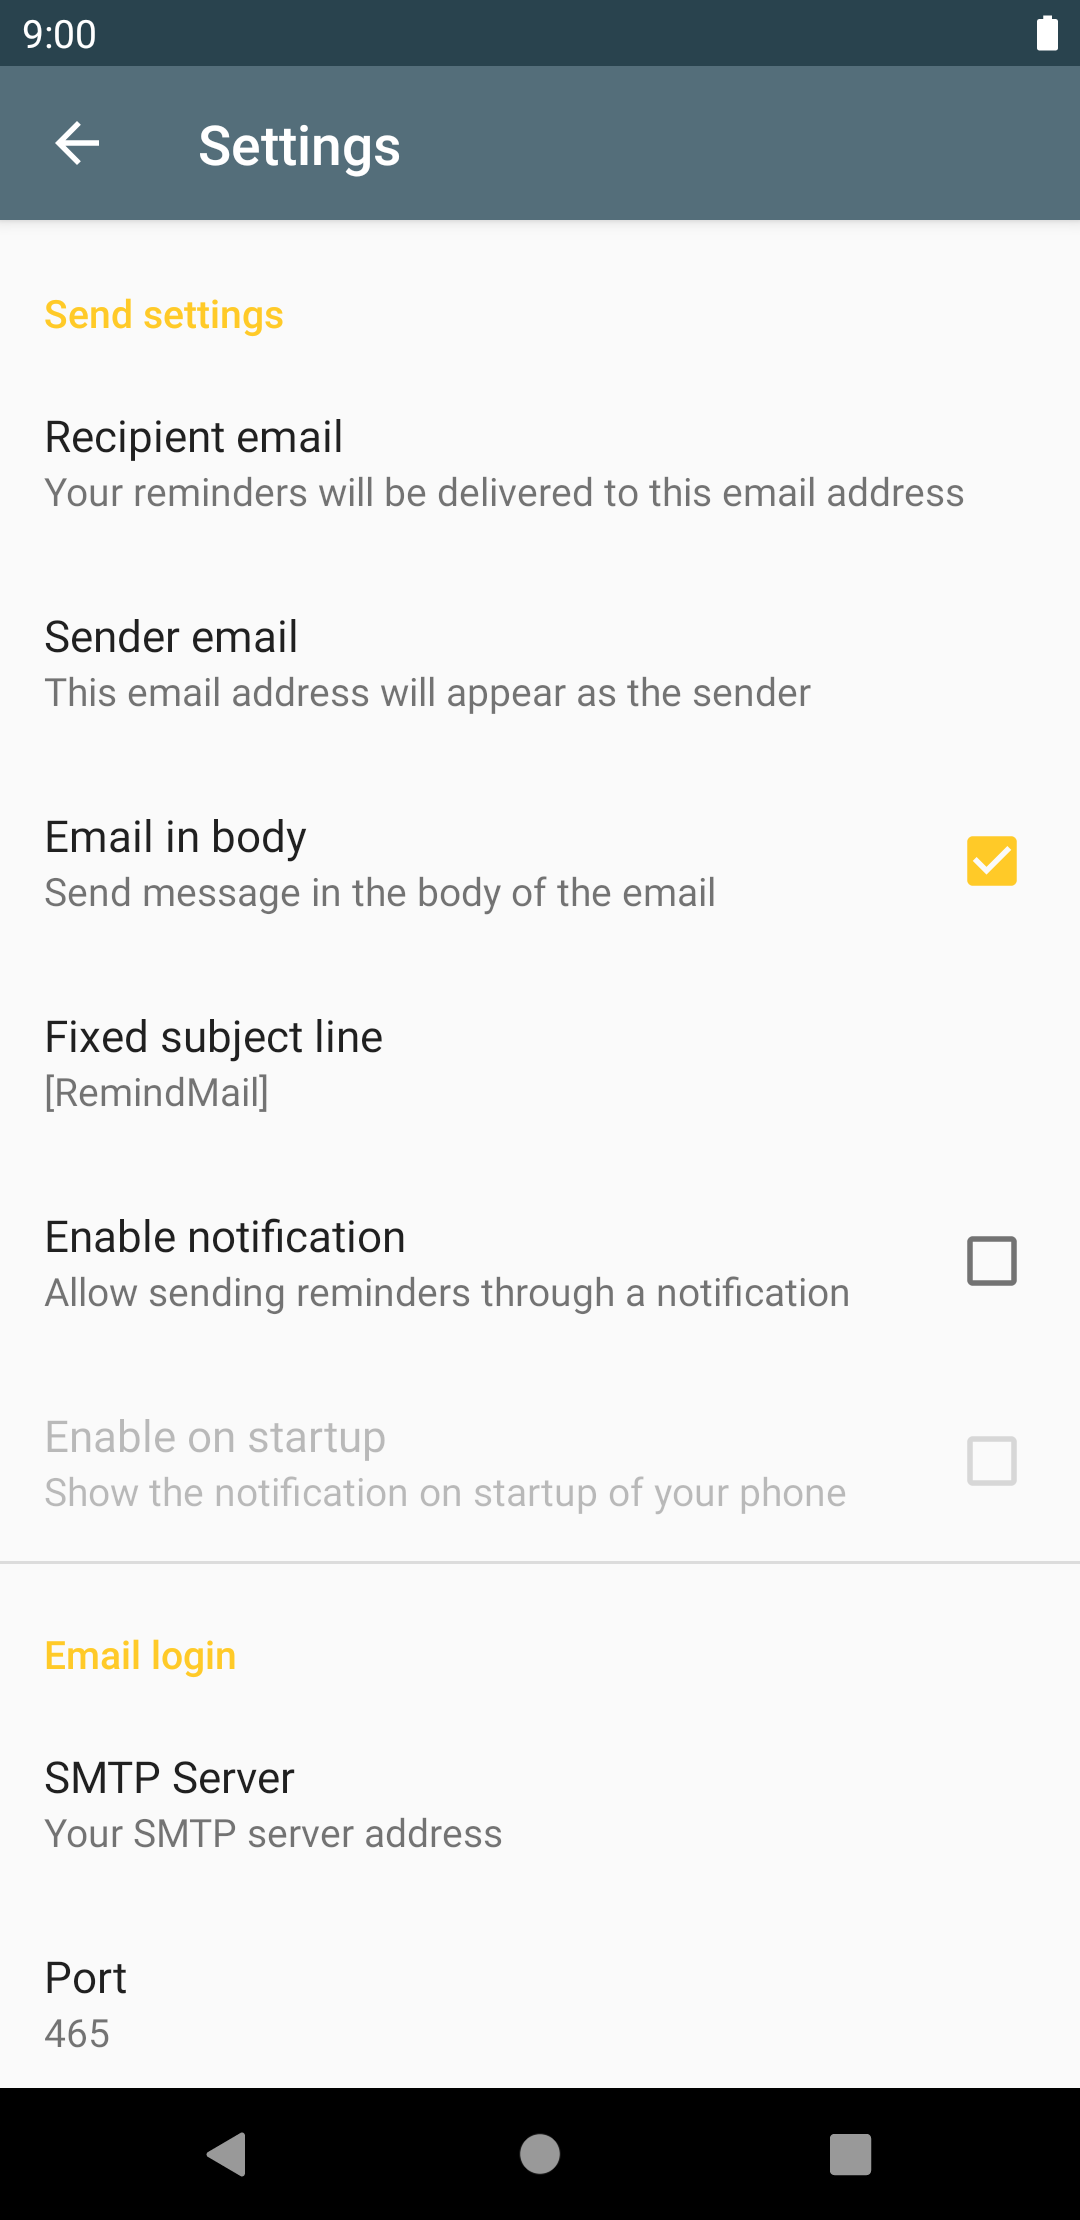 9:00
Settings
Send settings
Recipient email
Your reminders will be delivered to this email address
Sender email
This email address will appear as the sender
Email in body
Send message in the body of the email
Fixed subject line
[RemindMail]
Enable notification
Allow sending reminders through a notification
Enable on startup
Show the notification on startup of your phone
Email login
SMTP Server
Your SMTP server address
Port
465